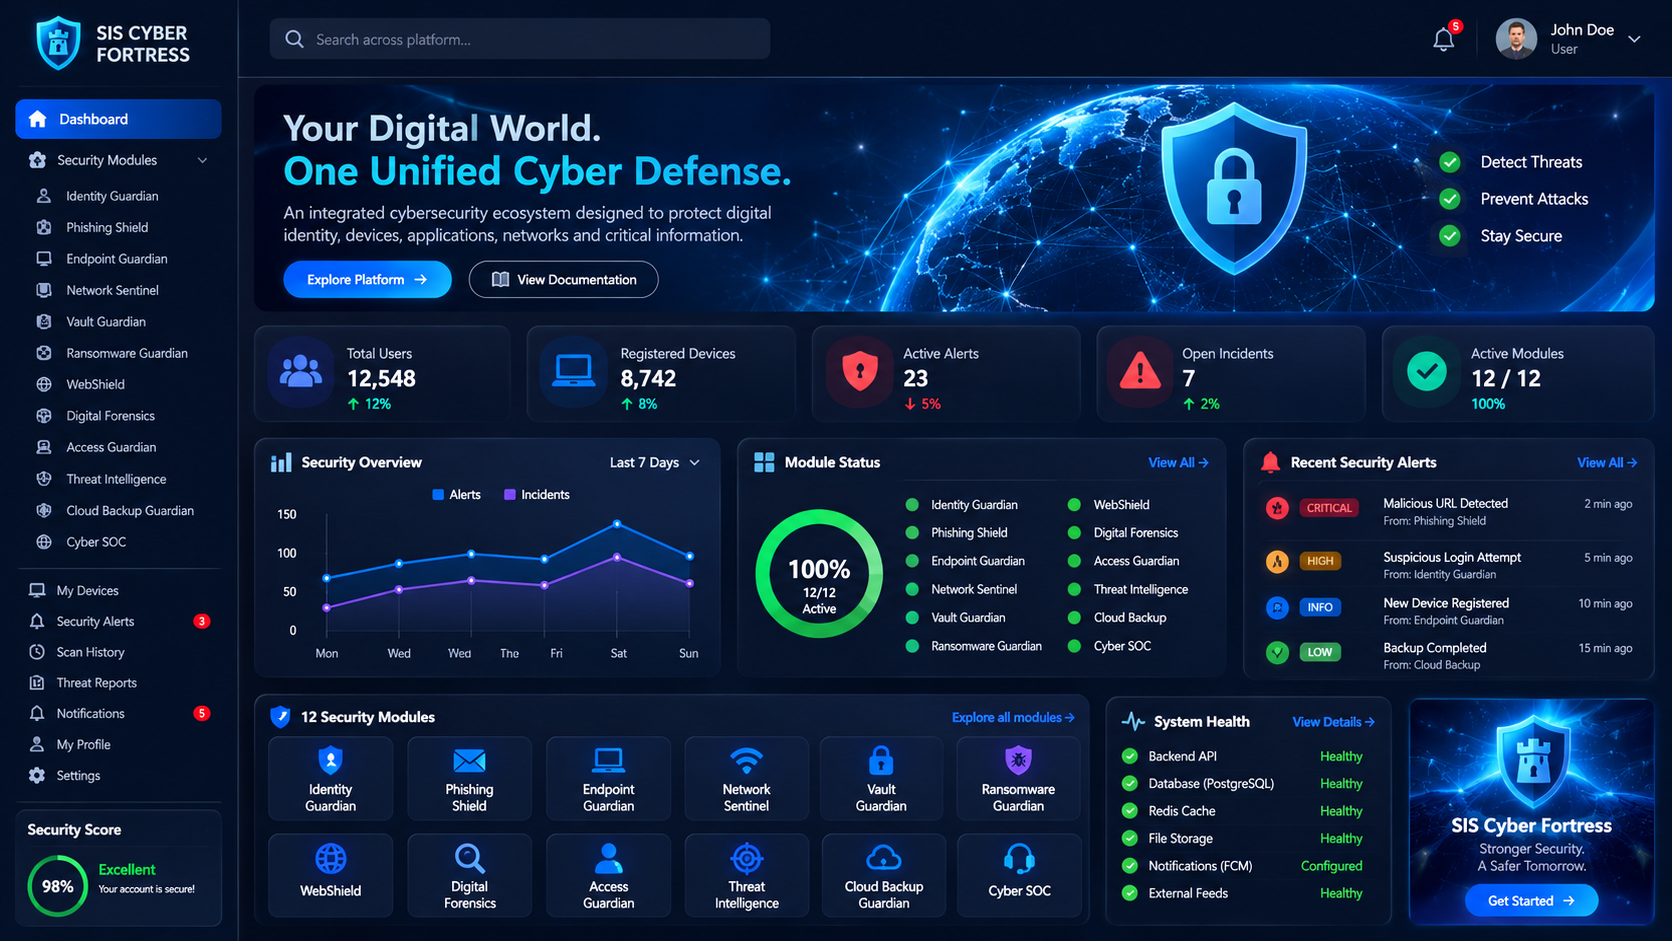 SIS CYBER
FORTRESS
Search across platform...
5
John Doe
User
Dashboard
Security Modules
Identity Guardian
Phishing Shield
Endpoint Guardian
Network Sentinel
Vault Guardian
Ransomware Guardian
WebShield
Digital Forensics
Access Guardian
Threat Intelligence
Cloud Backup Guardian
Cyber SOC
My Devices
Security Alerts 3
Scan History
Threat Reports
Notifications 5
My Profile
Settings
Security Score
98%
Excellent
Your account is secure!
Your Digital World.
One Unified Cyber Defense.
An integrated cybersecurity ecosystem designed to protect digital
identity, devices, applications, networks and critical information.
Explore Platform →
View Documentation
Detect Threats
Prevent Attacks
Stay Secure
Total Users
12,548
↑ 12%
Registered Devices
8,742
↑ 8%
Active Alerts
23
↓ 5%
Open Incidents
7
↑ 2%
Active Modules
12 / 12
100%
Security Overview
Last 7 Days
Alerts Incidents
150
100
50
0
Mon Wed Wed The Fri Sat Sun
Module Status
View All →
100%
12/12
Active
Identity Guardian
Phishing Shield
Endpoint Guardian
Network Sentinel
Vault Guardian
Ransomware Guardian
WebShield
Digital Forensics
Access Guardian
Threat Intelligence
Cloud Backup
Cyber SOC
Recent Security Alerts
View All →
CRITICAL Malicious URL Detected 2 min ago
From: Phishing Shield
HIGH Suspicious Login Attempt 5 min ago
From: Identity Guardian
INFO New Device Registered 10 min ago
From: Endpoint Guardian
LOW Backup Completed 15 min ago
From: Cloud Backup
12 Security Modules
Explore all modules →
Identity
Guardian
Phishing
Shield
Endpoint
Guardian
Network
Sentinel
Vault
Guardian
Ransomware
Guardian
WebShield
Digital
Forensics
Access
Guardian
Threat
Intelligence
Cloud Backup
Guardian
Cyber SOC
System Health
View Details →
Backend API Healthy
Database (PostgreSQL) Healthy
Redis Cache Healthy
File Storage Healthy
Notifications (FCM) Configured
External Feeds Healthy
SIS Cyber Fortress
Stronger Security.
A Safer Tomorrow.
Get Started →